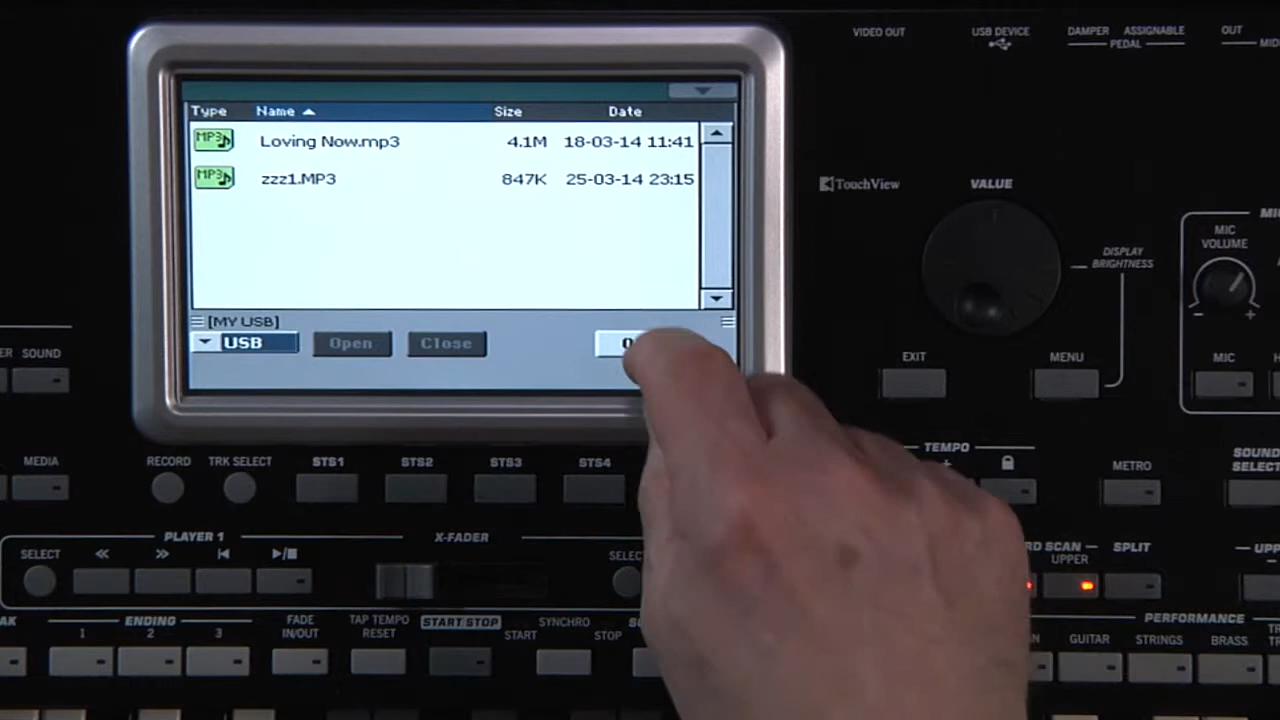 VIDEO OUT
USB DEVICE
DAMPER ASSIGNABLE
PEDAL
OUT
Type Name Size Date
MP3 Loving Now.mp3 4.1M 18-03-14 11:41
MP3 zzz1.MP3 847K 25-03-14 23:15
[MY USB]
USB Open Close
TouchView
VALUE
DISPLAY
BRIGHTNESS
MIC
VOLUME
- +
EXIT
MENU
MIC
SOUND
MEDIA
RECORD TRK SELECT STS1 STS2 STS3 STS4
TEMPO
METRO
SOUND
PLAYER 1
X-FADER
SELECT
SCAN
UPPER
SPLIT
ENDING
1 2 3
FADE
IN/OUT
TAP TEMPO
RESET
START STOP
SYNCHRO
START STOP
PERFORMANCE
GUITAR STRINGS BRASS